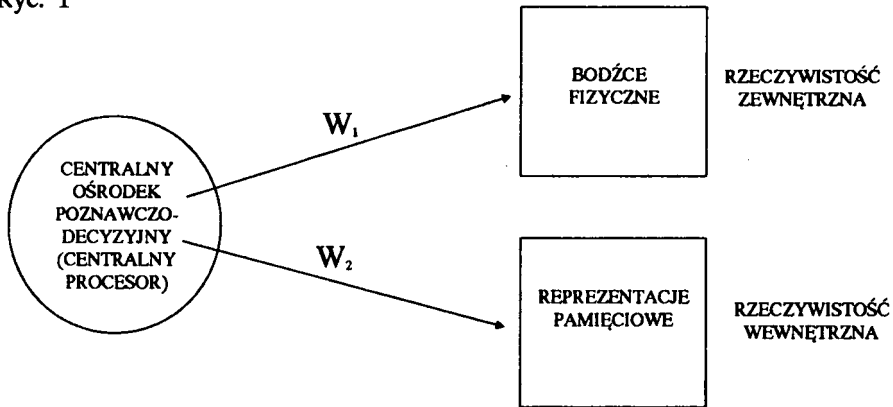 Ryc. 1
BODŹCE
FIZYCZNE
RZECZYWISTOŚĆ
ZEWNĘTRZNA
W₁
CENTRALNY
OŚRODEK
POZNAWCZO-
DECYZYJNY
(CENTRALNY
PROCESOR)
W₂
REPREZENTACJE
PAMIĘCIOWE
RZECZYWISTOŚĆ
WEWNĘTRZNA